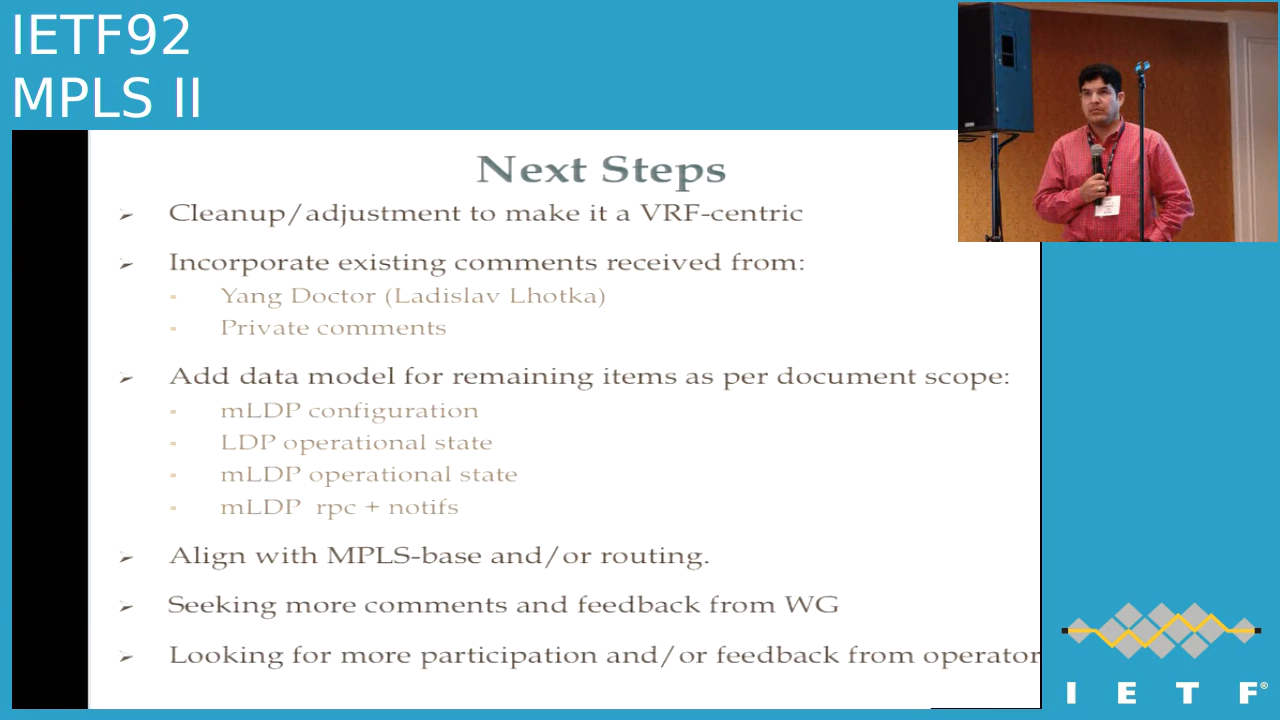 IETF92
MPLS II
Next Steps
➢ Cleanup/adjustment to make it a VRF-centric
➢ Incorporate existing comments received from:
▪ Yang Doctor (Ladislav Lhotka)
▪ Private comments
➢ Add data model for remaining items as per document scope:
▪ mLDP configuration
▪ LDP operational state
▪ mLDP operational state
▪ mLDP rpc + notifs
➢ Align with MPLS-base and/or routing.
➢ Seeking more comments and feedback from WG
➢ Looking for more participation and/or feedback from operator
I E T F®